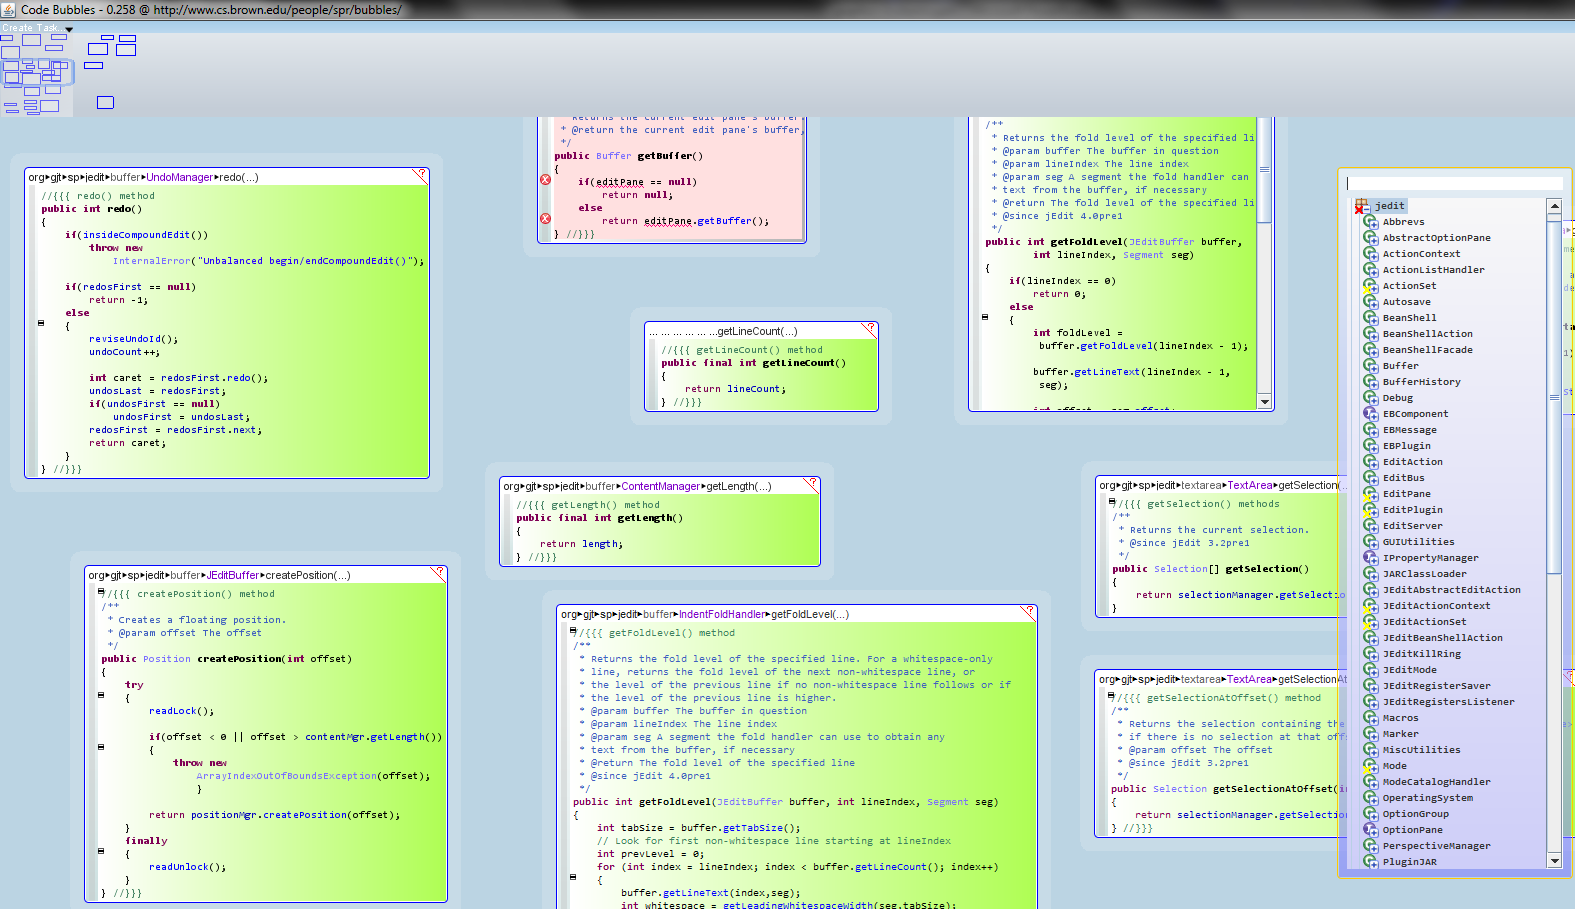 Code Bubbles - 0.258 @ http://www.cs.brown.edu/people/spr/bubbles/
Create Task...
org▸gjt▸sp▸jedit▸buffer▸UndoManager▸redo(...)
//{{{ redo() method
public int redo()
{
if(insideCompoundEdit())
throw new
InternalError("Unbalanced begin/endCompoundEdit()");
if(redosFirst == null)
return -1;
else
{
reviseUndoId();
undoCount++;
int caret = redosFirst.redo();
undosLast = redosFirst;
if(undosFirst == null)
undosFirst = undosLast;
redosFirst = redosFirst.next;
return caret;
}
} //}}}
* Returns the current edit pane's buffer,
* @return the current edit pane's buffer,
*/
public Buffer getBuffer()
{
if(editPane == null)
return null;
else
return editPane.getBuffer();
} //}}}
/**
* Returns the fold level of the specified li
* @param buffer The buffer in question
* @param lineIndex The line index
* @param seg A segment the fold handler can
* text from the buffer, if necessary
* @return The fold level of the specified li
* @since jEdit 4.0pre1
*/
public int getFoldLevel(JEditBuffer buffer,
int lineIndex, Segment seg)
{
if(lineIndex == 0)
return 0;
else
{
int foldLevel =
buffer.getFoldLevel(lineIndex - 1);
buffer.getLineText(lineIndex - 1,
seg);
int offset = seg.offset;
... ... ... ... ... ...getLineCount(...)
//{{{ getLineCount() method
public final int getLineCount()
{
return lineCount;
} //}}}
org▸gjt▸sp▸jedit▸buffer▸ContentManager▸getLength(...)
//{{{ getLength() method
public final int getLength()
{
return length;
} //}}}
org▸gjt▸sp▸jedit▸buffer▸JEditBuffer▸createPosition(...)
//{{{ createPosition() method
/**
* Creates a floating position.
* @param offset The offset
*/
public Position createPosition(int offset)
{
try
{
readLock();
if(offset < 0 || offset > contentMgr.getLength())
{
throw new
ArrayIndexOutOfBoundsException(offset);
}
return positionMgr.createPosition(offset);
}
finally
{
readUnlock();
}
} //}}}
org▸gjt▸sp▸jedit▸buffer▸IndentFoldHandler▸getFoldLevel(...)
//{{{ getFoldLevel() method
/**
* Returns the fold level of the specified line. For a whitespace-only
* line, returns the fold level of the next non-whitespace line, or
* the level of the previous line if no non-whitespace line follows or if
* the level of the previous line is higher.
* @param buffer The buffer in question
* @param lineIndex The line index
* @param seg A segment the fold handler can use to obtain any
* text from the buffer, if necessary
* @return The fold level of the specified line
* @since jEdit 4.0pre1
*/
public int getFoldLevel(JEditBuffer buffer, int lineIndex, Segment seg)
{
int tabSize = buffer.getTabSize();
// Look for first non-whitespace line starting at lineIndex
int prevLevel = 0;
for (int index = lineIndex; index < buffer.getLineCount(); index++)
{
buffer.getLineText(index,seg);
int whitespace = getLeadingWhitespaceWidth(seg,tabSize);
org▸gjt▸sp▸jedit▸textarea▸TextArea▸getSelection(...
//{{{ getSelection() methods
/**
* Returns the current selection.
* @since jEdit 3.2pre1
*/
public Selection[] getSelection()
{
return selectionManager.getSelectio
}
org▸gjt▸sp▸jedit▸textarea▸TextArea▸getSelectionAt
//{{{ getSelectionAtOffset() method
/**
* Returns the selection containing the
* if there is no selection at that off
* @param offset The offset
* @since jEdit 3.2pre1
*/
public Selection getSelectionAtOffset(i
{
return selectionManager.getSelectio
} //}}}
jedit
Abbrevs
AbstractOptionPane
ActionContext
ActionListHandler
ActionSet
Autosave
BeanShell
BeanShellAction
BeanShellFacade
Buffer
BufferHistory
Debug
EBComponent
EBMessage
EBPlugin
EditAction
EditBus
EditPane
EditPlugin
EditServer
GUIUtilities
IPropertyManager
JARClassLoader
JEditAbstractEditAction
JEditActionContext
JEditActionSet
JEditBeanShellAction
JEditKillRing
JEditMode
JEditRegisterSaver
JEditRegistersListener
Macros
Marker
MiscUtilities
Mode
ModeCatalogHandler
OperatingSystem
OptionGroup
OptionPane
PerspectiveManager
PluginJAR